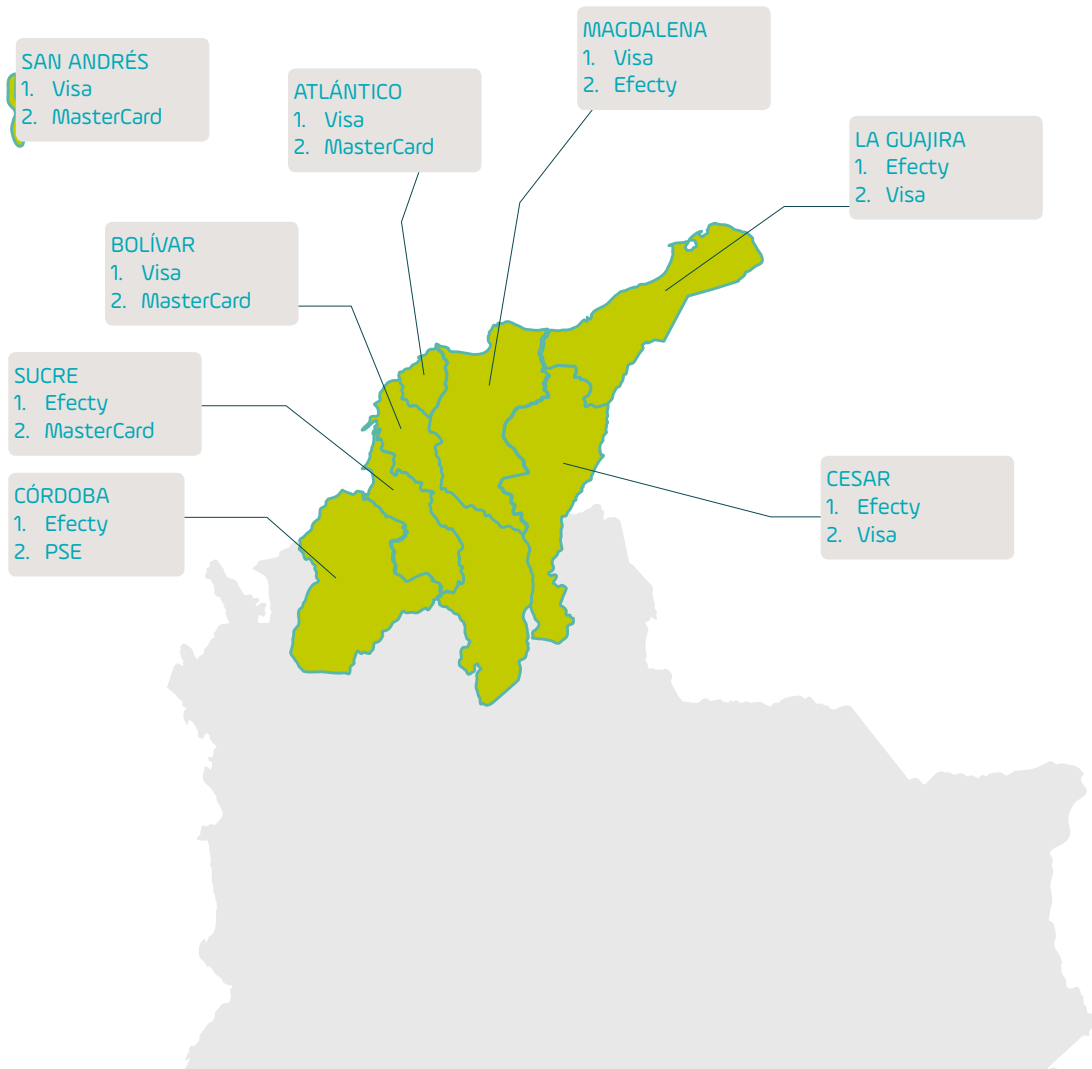 SAN ANDRÉS
1. Visa
2. MasterCard
ATLÁNTICO
1. Visa
2. MasterCard
MAGDALENA
1. Visa
2. Efecty
LA GUAJIRA
1. Efecty
2. Visa
BOLÍVAR
1. Visa
2. MasterCard
SUCRE
1. Efecty
2. MasterCard
CÓRDOBA
1. Efecty
2. PSE
CESAR
1. Efecty
2. Visa